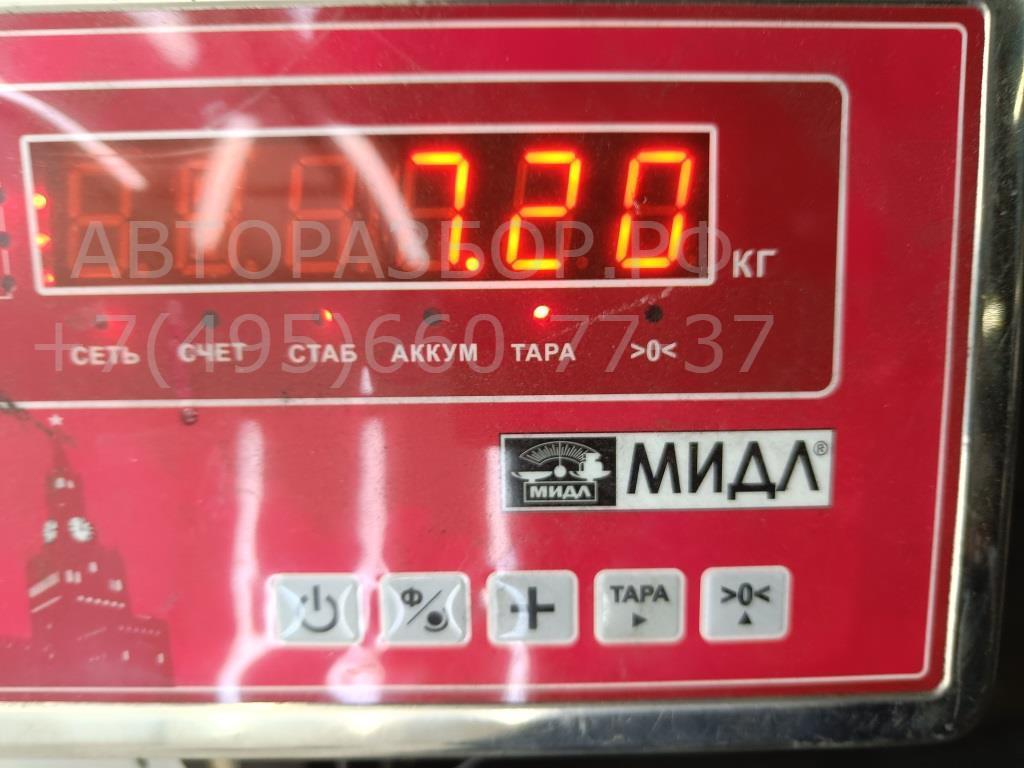 7.20
КГ
АВТОРАЗБОР.РФ
+7(495)660-77-37
СЕТЬ СЧЕТ СТАБ АККУМ ТАРА >0<
МИДЛ МИДЛ®
Ф ТАРА >0<